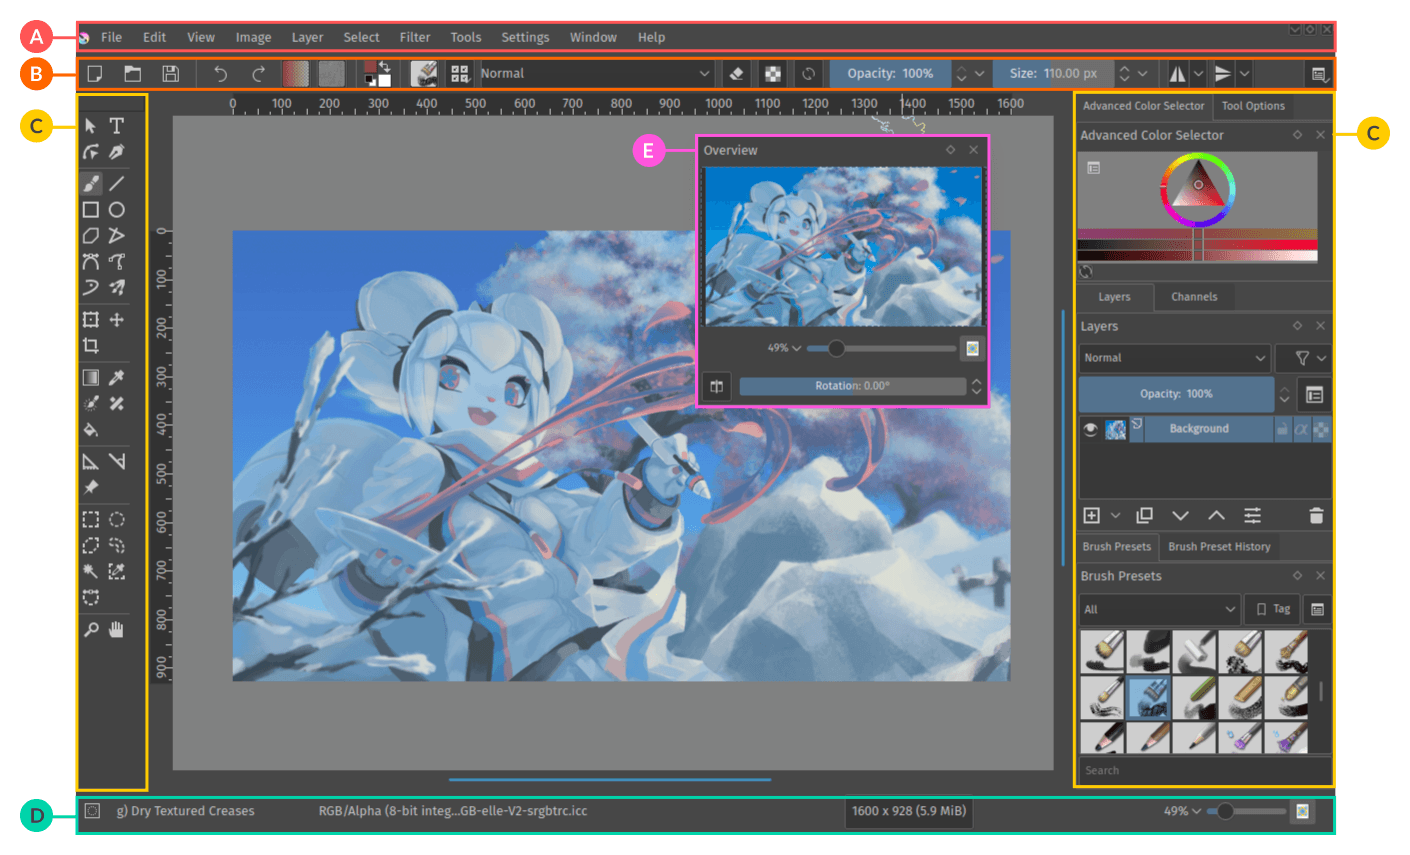 A
File Edit View Image Layer Select Filter Tools Settings Window Help
B
Normal
Opacity: 100%
Size: 110.00 px
C
0 100 200 300 400 500 600 700 800 900 1000 1100 1200 1300 1400 1500 1600
0 100 200 300 400 500 600 700 800 900
E
Overview
49%
Rotation: 0.00°
C
Advanced Color Selector Tool Options
Advanced Color Selector
Layers Channels
Layers
Normal
Opacity: 100%
Background
Brush Presets Brush Preset History
Brush Presets
All
Tag
Search
D
g) Dry Textured Creases
RGB/Alpha (8-bit integ...GB-elle-V2-srgbtrc.icc
1600 x 928 (5.9 MiB)
49%